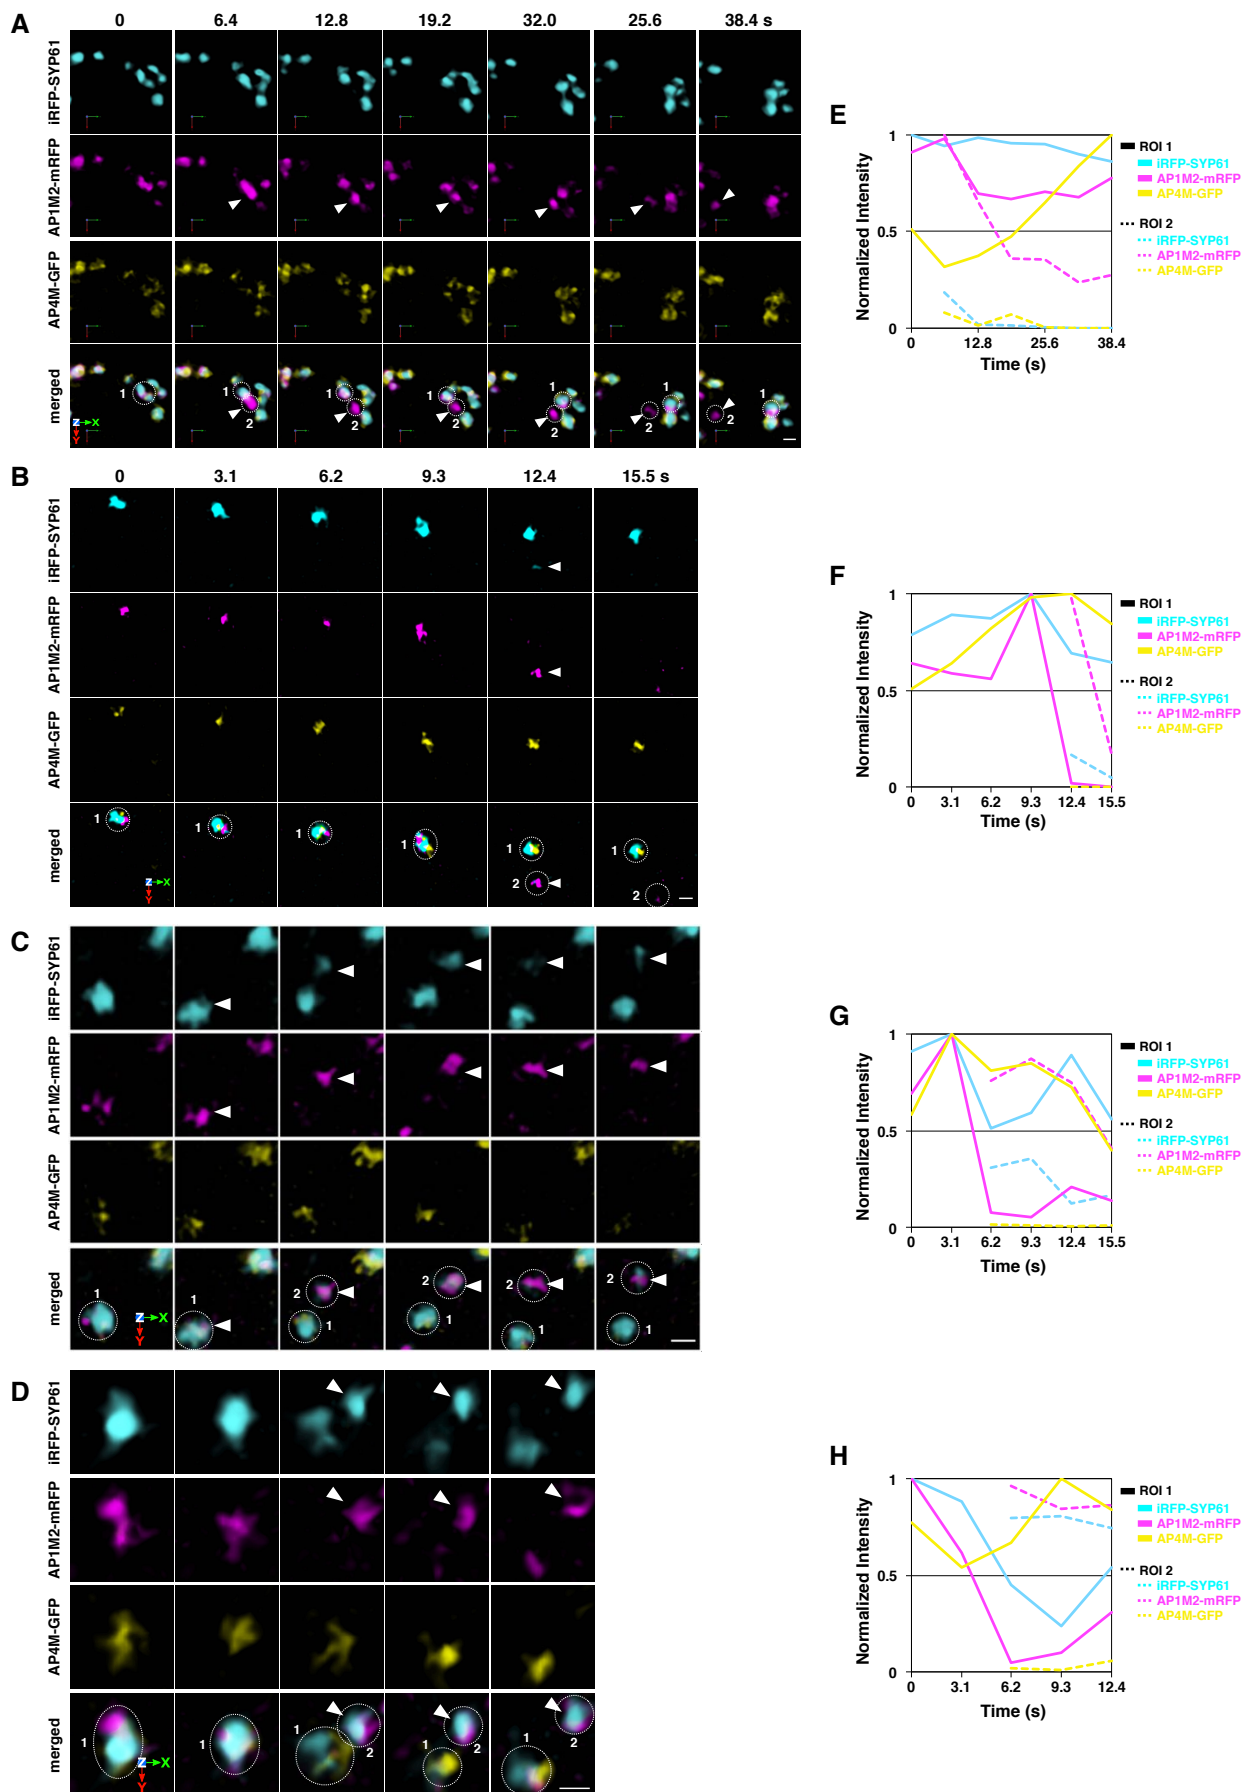 A
0 6.4 12.8 19.2 32.0 25.6 38.4 s
iRFP-SYP61
AP1M2-mRFP
AP4M-GFP
merged
1 1 1 1 1 1 1
2 2 2 2 2 2
Z X
Y
E
Normalized Intensity
1
0.5
0
0 12.8 25.6 38.4
Time (s)
ROI 1
iRFP-SYP61
AP1M2-mRFP
AP4M-GFP
ROI 2
iRFP-SYP61
AP1M2-mRFP
AP4M-GFP
B
0 3.1 6.2 9.3 12.4 15.5 s
iRFP-SYP61
AP1M2-mRFP
AP4M-GFP
merged
1 1 1 1 1 1
2 2
Z X
Y
F
Normalized Intensity
1
0.5
0
0 3.1 6.2 9.3 12.4 15.5
Time (s)
ROI 1
iRFP-SYP61
AP1M2-mRFP
AP4M-GFP
ROI 2
iRFP-SYP61
AP1M2-mRFP
AP4M-GFP
C
iRFP-SYP61
AP1M2-mRFP
AP4M-GFP
merged
1 1 2 2 2 2
1 1 1 1
Z X
Y
G
Normalized Intensity
1
0.5
0
0 3.1 6.2 9.3 12.4 15.5
Time (s)
ROI 1
iRFP-SYP61
AP1M2-mRFP
AP4M-GFP
ROI 2
iRFP-SYP61
AP1M2-mRFP
AP4M-GFP
D
iRFP-SYP61
AP1M2-mRFP
AP4M-GFP
merged
1 1 1 1 1
2 2 2
Z X
Y
H
Normalized Intensity
1
0.5
0
0 3.1 6.2 9.3 12.4
Time (s)
ROI 1
iRFP-SYP61
AP1M2-mRFP
AP4M-GFP
ROI 2
iRFP-SYP61
AP1M2-mRFP
AP4M-GFP